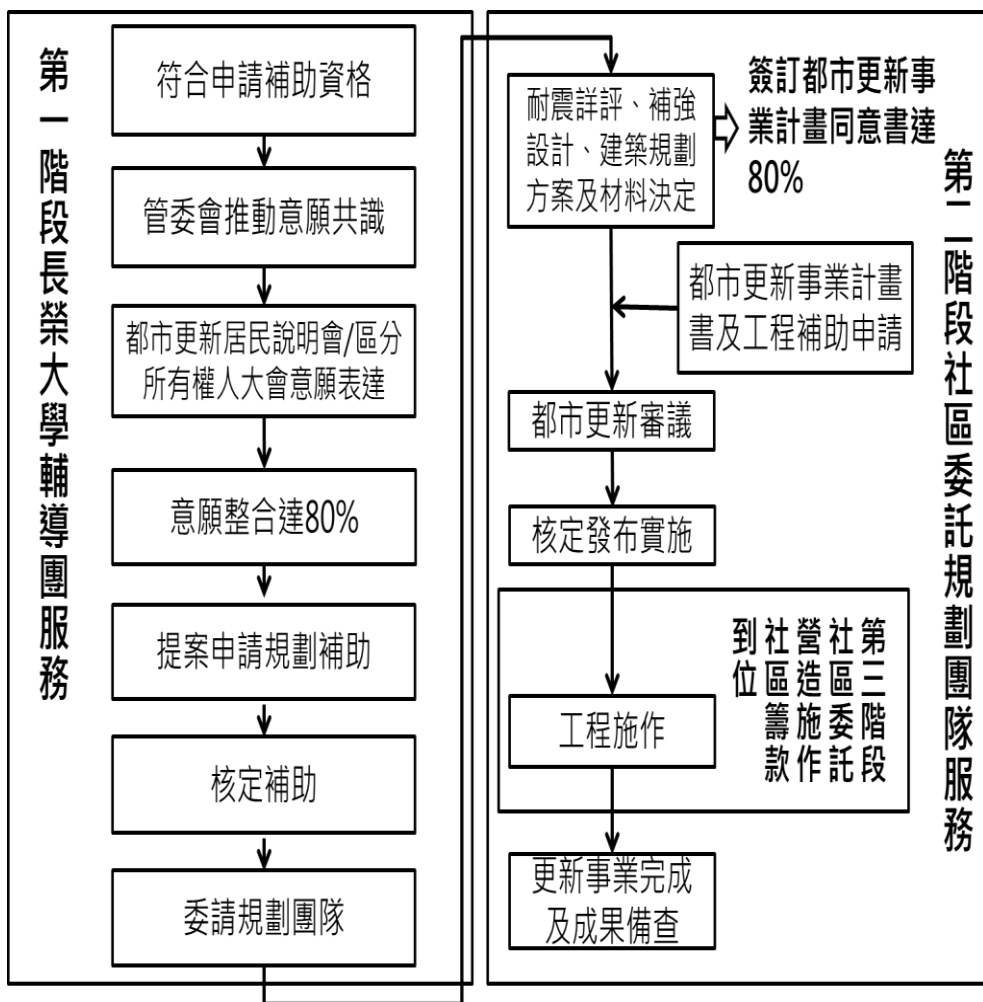 第一階段長榮大學輔導團服務
符合申請補助資格
管委會推動意願共識
都市更新居民說明會/區分
所有權人大會意願表達
意願整合達80%
提案申請規劃補助
核定補助
委請規劃團隊
第二階段社區委託規劃團隊服務
耐震詳評、補強
設計、建築規劃
方案及材料決定
簽訂都市更新事
業計畫同意書達
80%
都市更新事業計畫
書及工程補助申請
都市更新審議
核定發布實施
第三階段
社區委託
營造施作
社區籌款
到位
工程施作
更新事業完成
及成果備查